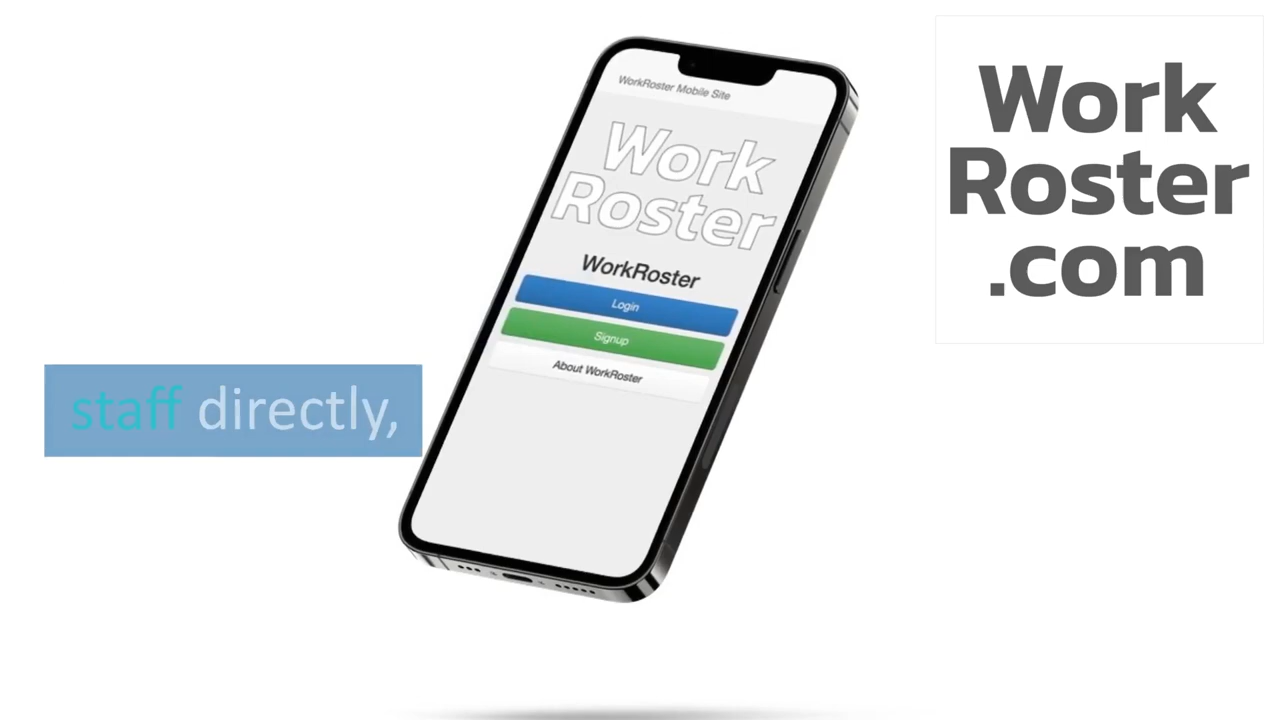 WorkRoster Mobile Site
Work
Roster
WorkRoster
Login
Signup
About WorkRoster
Work
Roster
.com
staff directly,